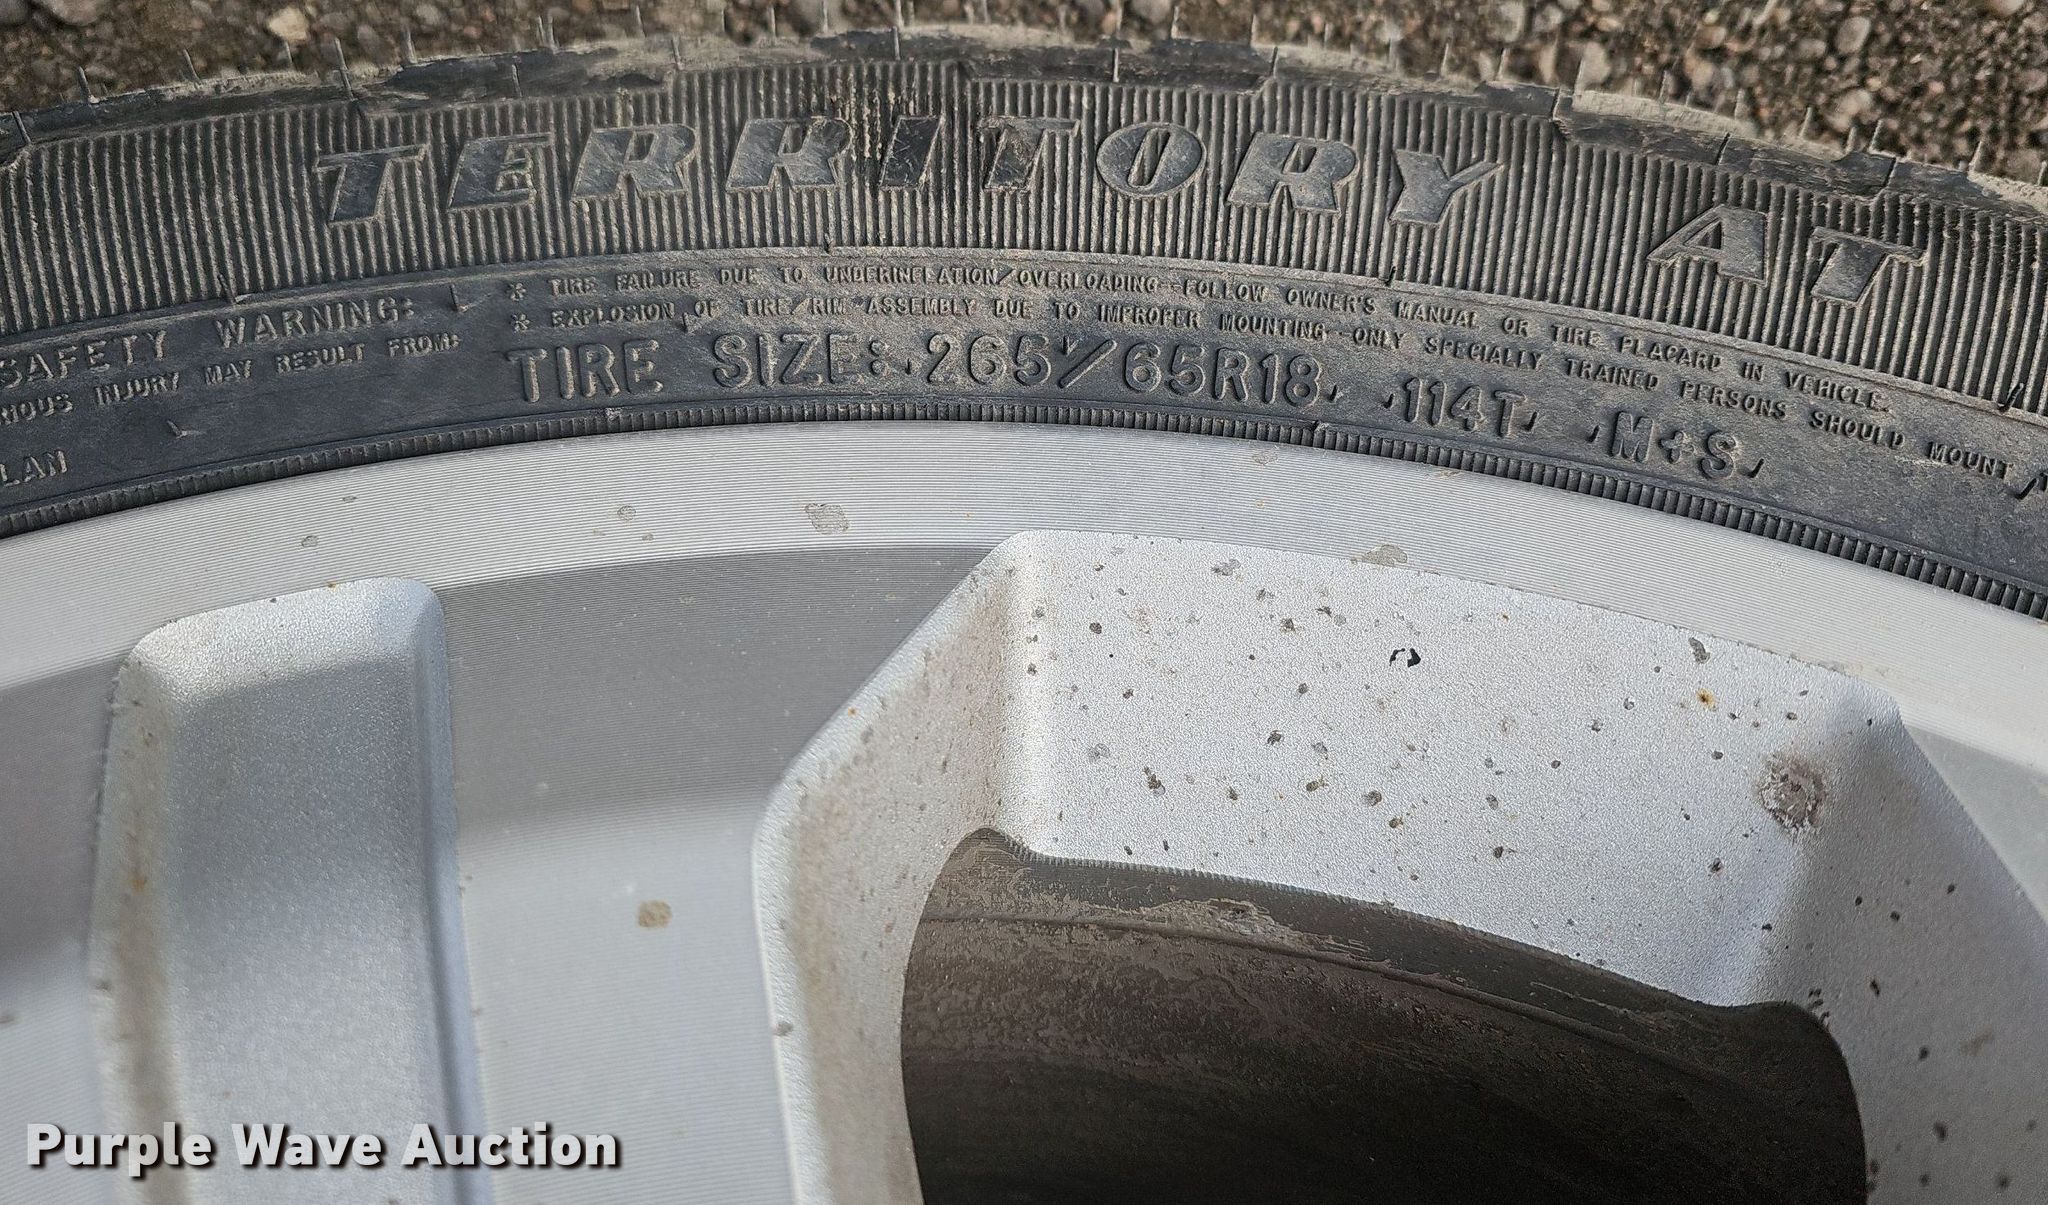 TERRITORY AT
SAFETY WARNING:
INJURY MAY RESULT FROM:
* TIRE FAILURE DUE TO UNDERINFLATION/OVERLOADING-FOLLOW OWNER'S MANUAL OR TIRE PLACARD IN VEHICLE.
* EXPLOSION OF TIRE/RIM ASSEMBLY DUE TO IMPROPER MOUNTING-ONLY SPECIALLY TRAINED PERSONS SHOULD MOUNT
TIRE SIZE: 265/65R18 114T M+S
LAN
Purple Wave Auction